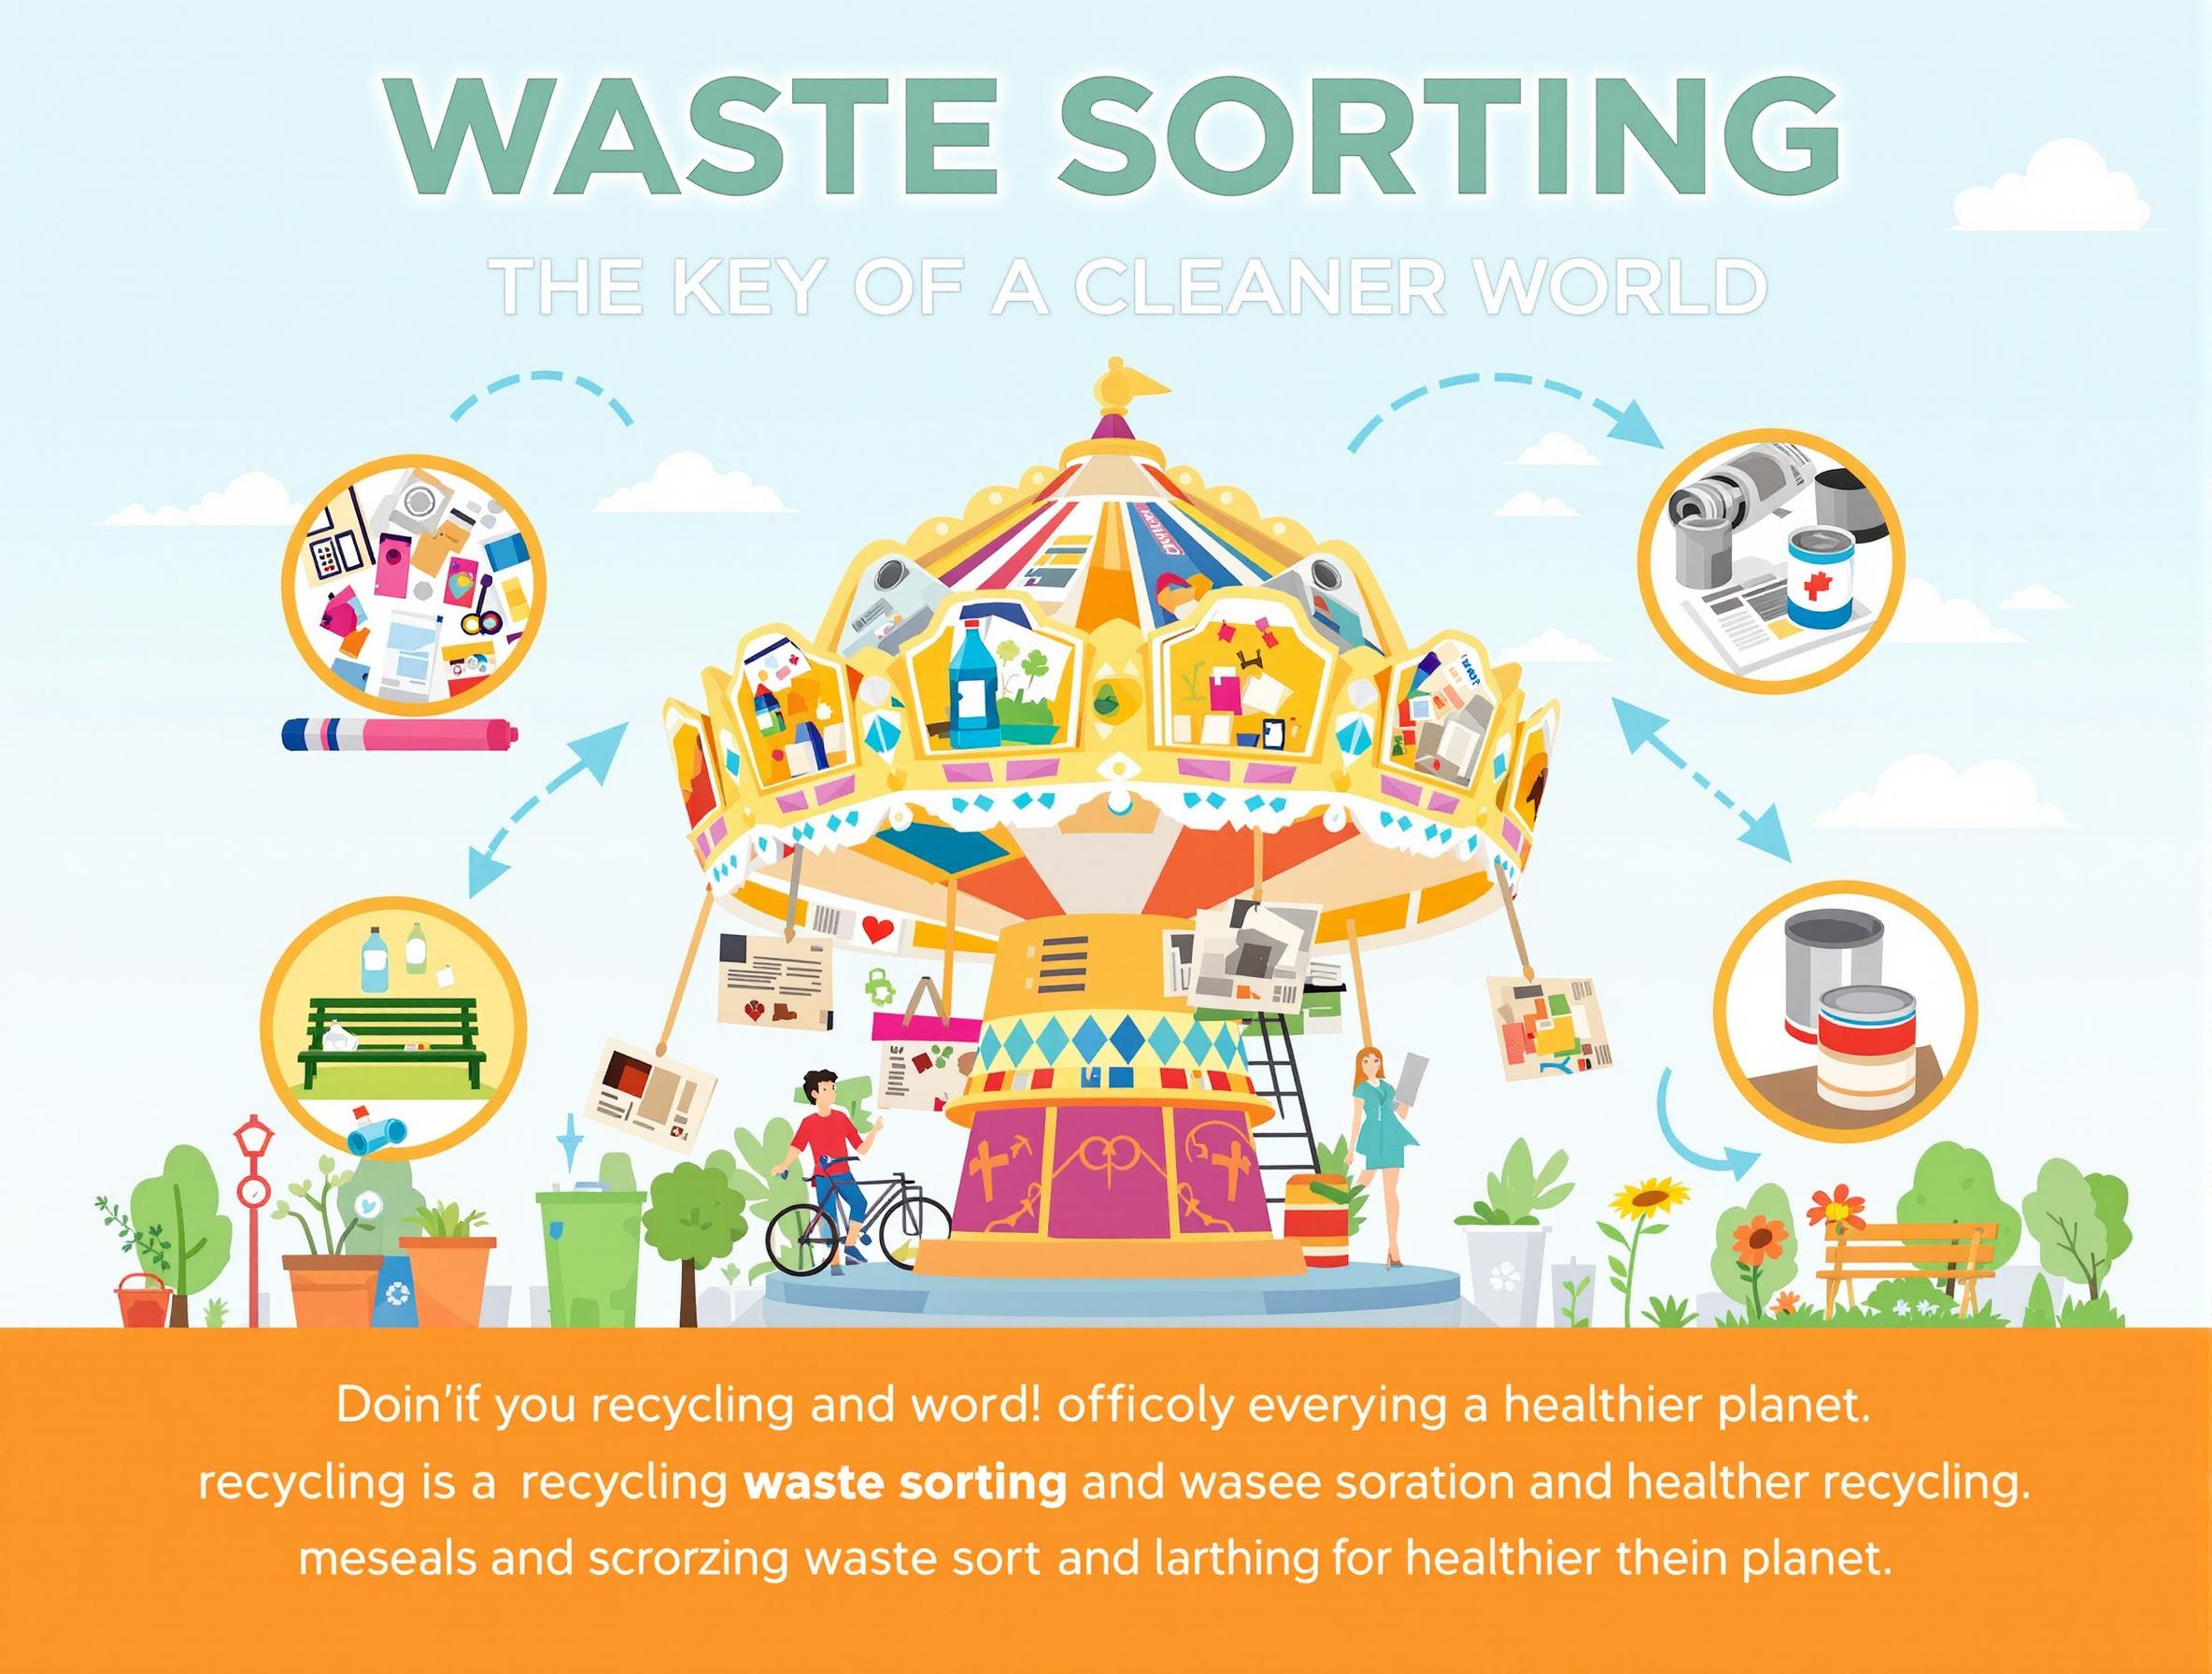 WASTE SORTING
THE KEY OF A CLEANER WORLD
Doin'if you recycling and word! officoly everying a healthier planet.
recycling is a recycling waste sorting and wasee soration and healther recycling.
meseals and scrorzing waste sort and larthing for healthier thein planet.